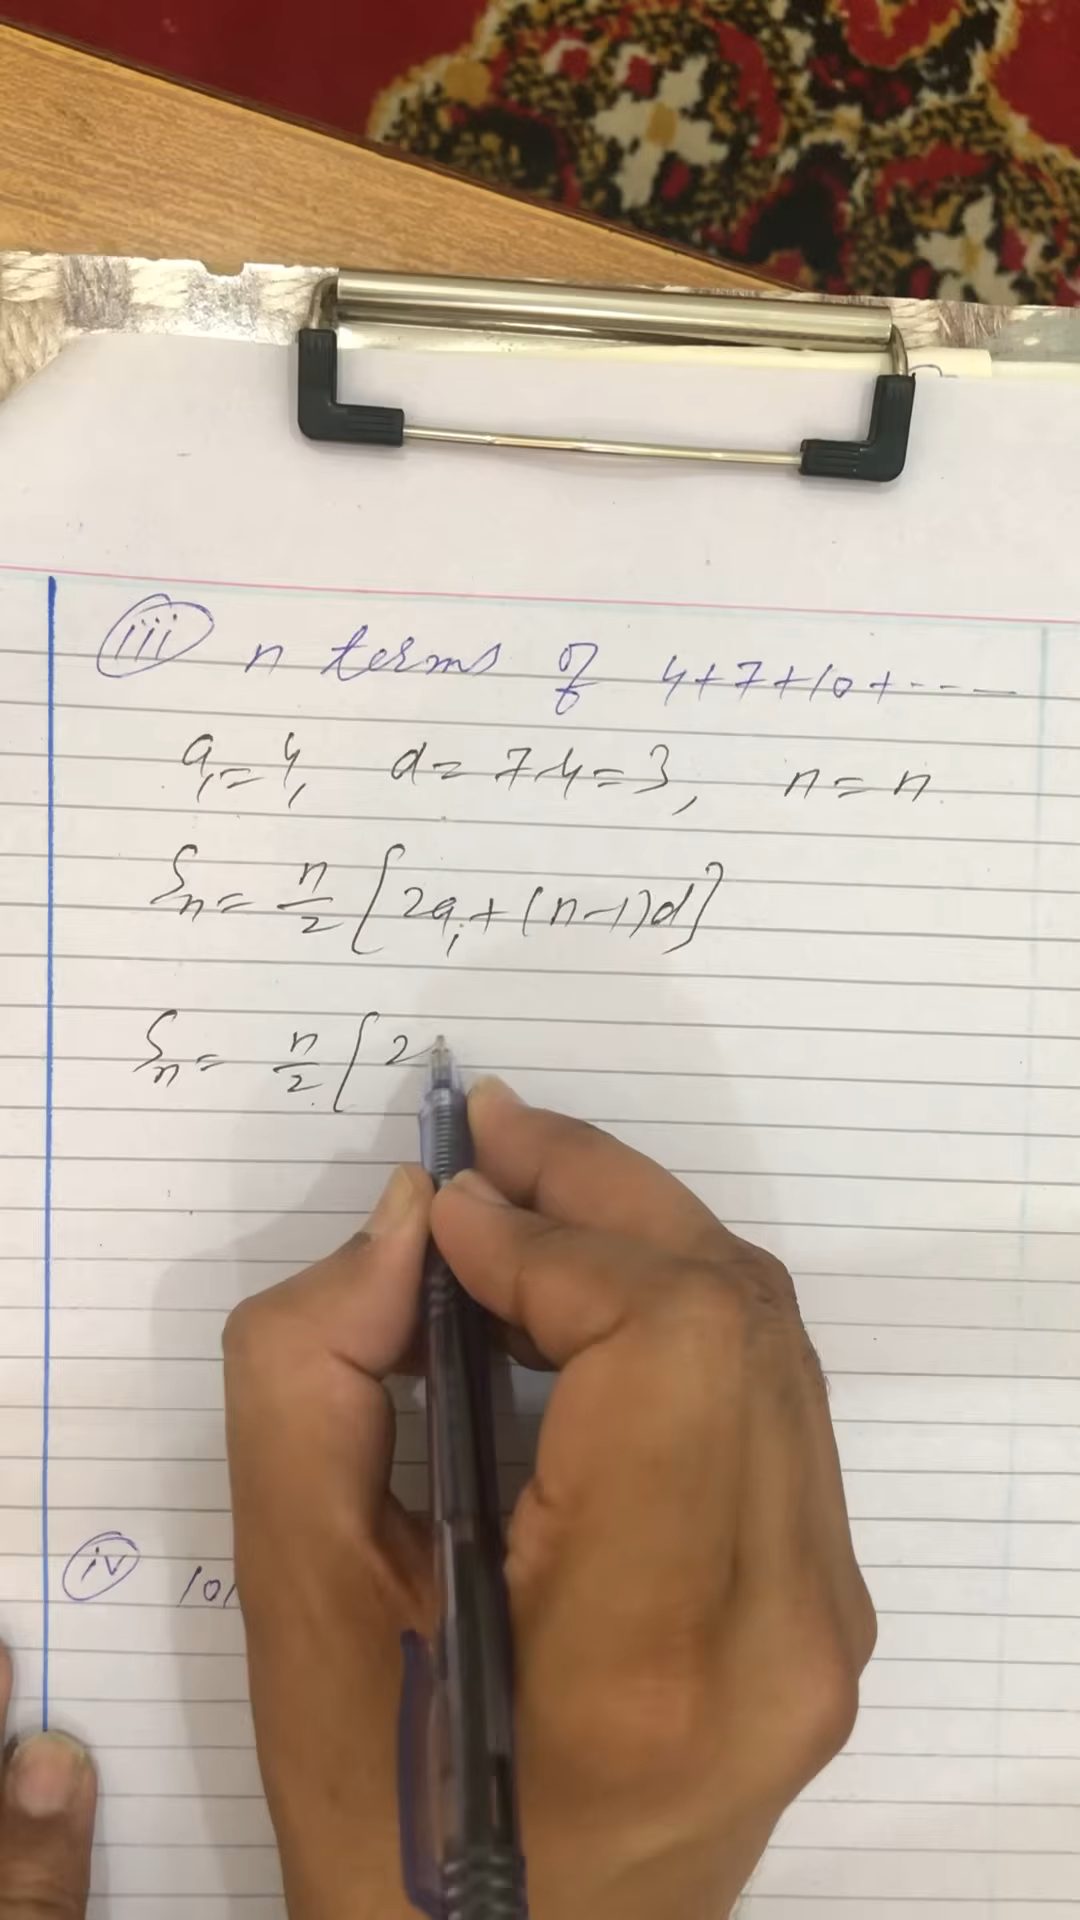 (iii) n terms of 4+7+10+-----
a₁=4, d=7-4=3, n=n
Sn= n/2 [2a₁+(n-1)d]
Sn= n/2 [2
(iv) 101